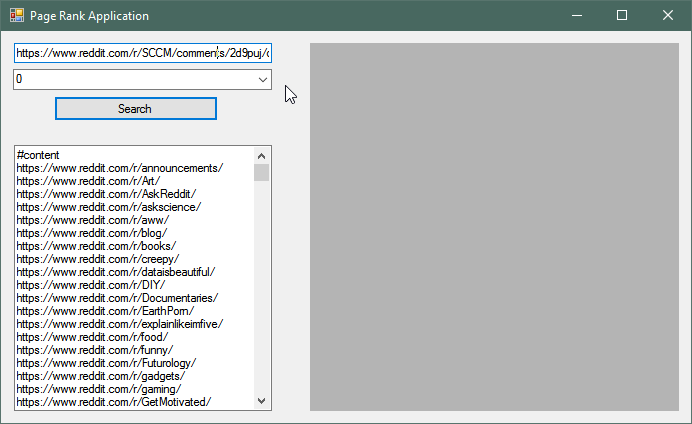 Page Rank Application
https://www.reddit.com/r/SCCM/comments/2d9puj/
0
Search
#content
https://www.reddit.com/r/announcements/
https://www.reddit.com/r/Art/
https://www.reddit.com/r/AskReddit/
https://www.reddit.com/r/askscience/
https://www.reddit.com/r/aww/
https://www.reddit.com/r/blog/
https://www.reddit.com/r/books/
https://www.reddit.com/r/creepy/
https://www.reddit.com/r/dataisbeautiful/
https://www.reddit.com/r/DIY/
https://www.reddit.com/r/Documentaries/
https://www.reddit.com/r/EarthPorn/
https://www.reddit.com/r/explainlikeimfive/
https://www.reddit.com/r/food/
https://www.reddit.com/r/funny/
https://www.reddit.com/r/Futurology/
https://www.reddit.com/r/gadgets/
https://www.reddit.com/r/gaming/
https://www.reddit.com/r/GetMotivated/